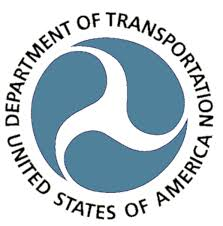 DEPARTMENT OF TRANSPORTATION
UNITED STATES OF AMERICA